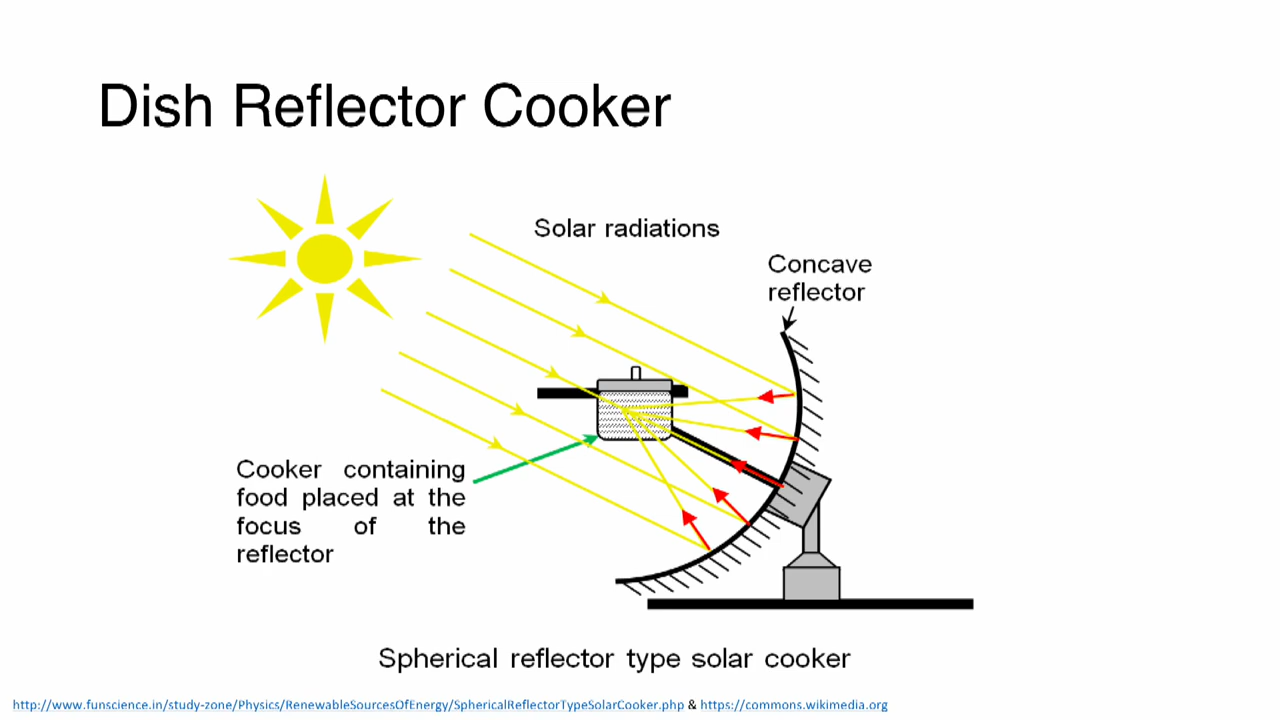 Dish Reflector Cooker
Solar radiations
Concave
reflector
Cooker containing
food placed at the
focus of the
reflector
Spherical reflector type solar cooker
http://www.funscience.in/study-zone/Physics/RenewableSourcesOfEnergy/SphericalReflectorTypeSolarCooker.php & https://commons.wikimedia.org